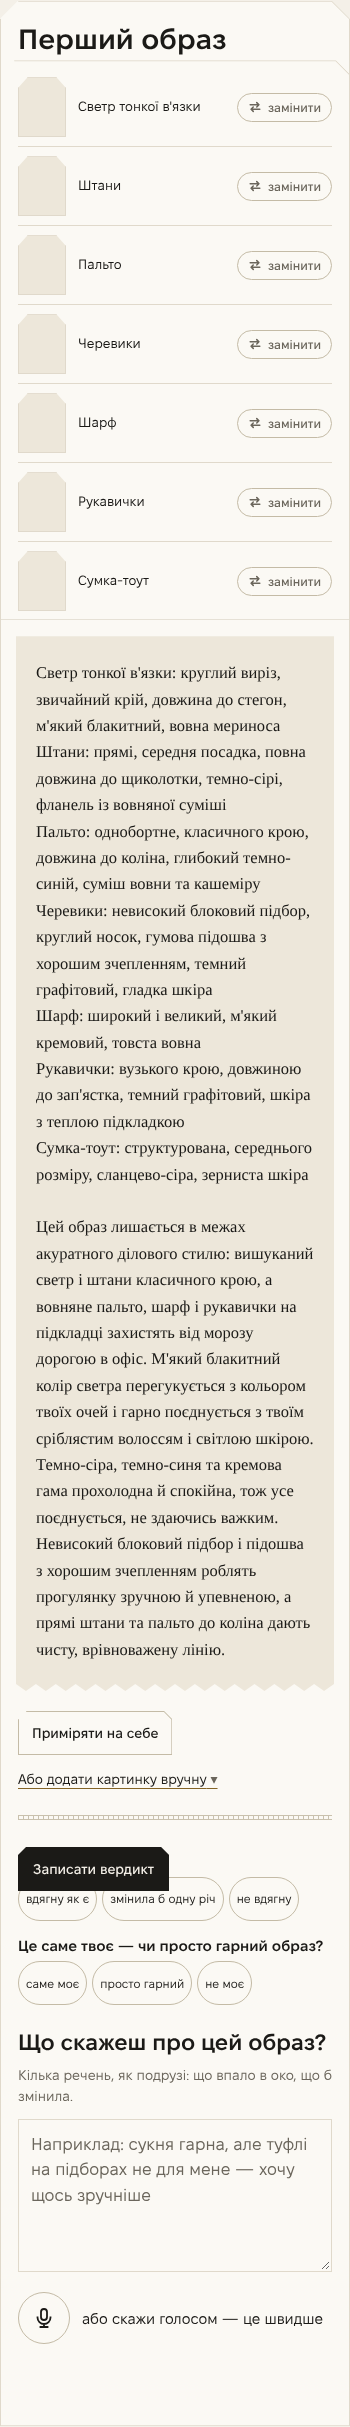 Перший образ
Светр тонкої в'язки
замінити
Штани
замінити
Пальто
замінити
Черевики
замінити
Шарф
замінити
Рукавички
замінити
Сумка-тоут
замінити
Светр тонкої в'язки: круглий виріз,
звичайний крій, довжина до стегон,
м'який блакитний, вовна мериноса
Штани: прямі, середня посадка, повна
довжина до щиколотки, темно-сірі,
фланель із вовняної суміші
Пальто: однобортне, класичного крою,
довжина до коліна, глибокий темно-
синій, суміш вовни та кашеміру
Черевики: невисокий блоковий підбор,
круглий носок, гумова підошва з
хорошим зчепленням, темний
графітовий, гладка шкіра
Шарф: широкий і великий, м'який
кремовий, товста вовна
Рукавички: вузького крою, довжиною
до зап'ястка, темний графітовий, шкіра
з теплою підкладкою
Сумка-тоут: структурована, середнього
розміру, сланцево-сіра, зерниста шкіра
Цей образ лишається в межах
акуратного ділового стилю: вишуканий
светр і штани класичного крою, а
вовняне пальто, шарф і рукавички на
підкладці захистять від морозу
дорогою в офіс. М'який блакитний
колір светра перегукується з кольором
твоїх очей і гарно поєднується з твоїм
сріблястим волоссям і світлою шкірою.
Темно-сіра, темно-синя та кремова
гама прохолодна й спокійна, тож усе
поєднується, не здаючись важким.
Невисокий блоковий підбор і підошва
з хорошим зчепленням роблять
прогулянку зручною й упевненою, а
прямі штани та пальто до коліна дають
чисту, врівноважену лінію.
Приміряти на себе
Або додати картинку вручну ▾
Записати вердикт
вдягну як є
змінила б одну річ
не вдягну
Це саме твоє — чи просто гарний образ?
саме моє
просто гарний
не моє
Що скажеш про цей образ?
Кілька речень, як подрузі: що впало в око, що б
змінила.
Наприклад: сукня гарна, але туфлі
на підборах не для мене — хочу
щось зручніше
або скажи голосом — це швидше